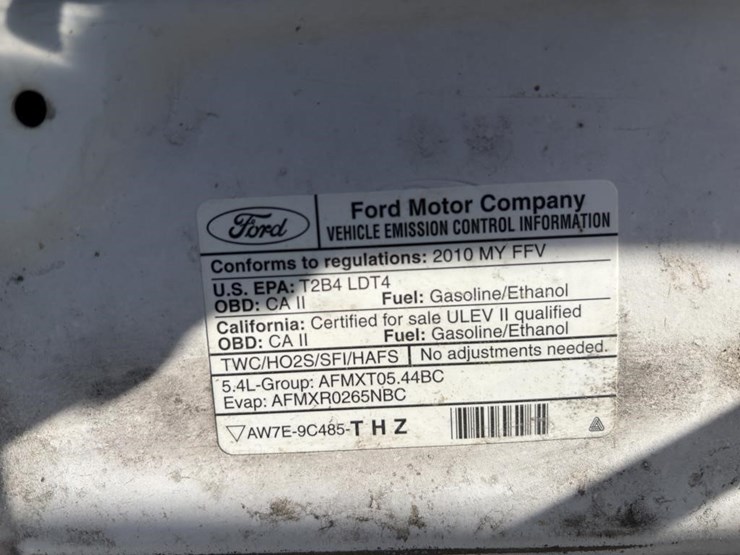 Ford
Ford Motor Company
VEHICLE EMISSION CONTROL INFORMATION
Conforms to regulations: 2010 MY FFV
U.S. EPA: T2B4 LDT4
OBD: CA II Fuel: Gasoline/Ethanol
California: Certified for sale ULEV II qualified
OBD: CA II Fuel: Gasoline/Ethanol
TWC/HO2S/SFI/HAFS No adjustments needed.
5.4L-Group: AFMXT05.44BC
Evap: AFMXR0265NBC
AW7E-9C485-T H Z